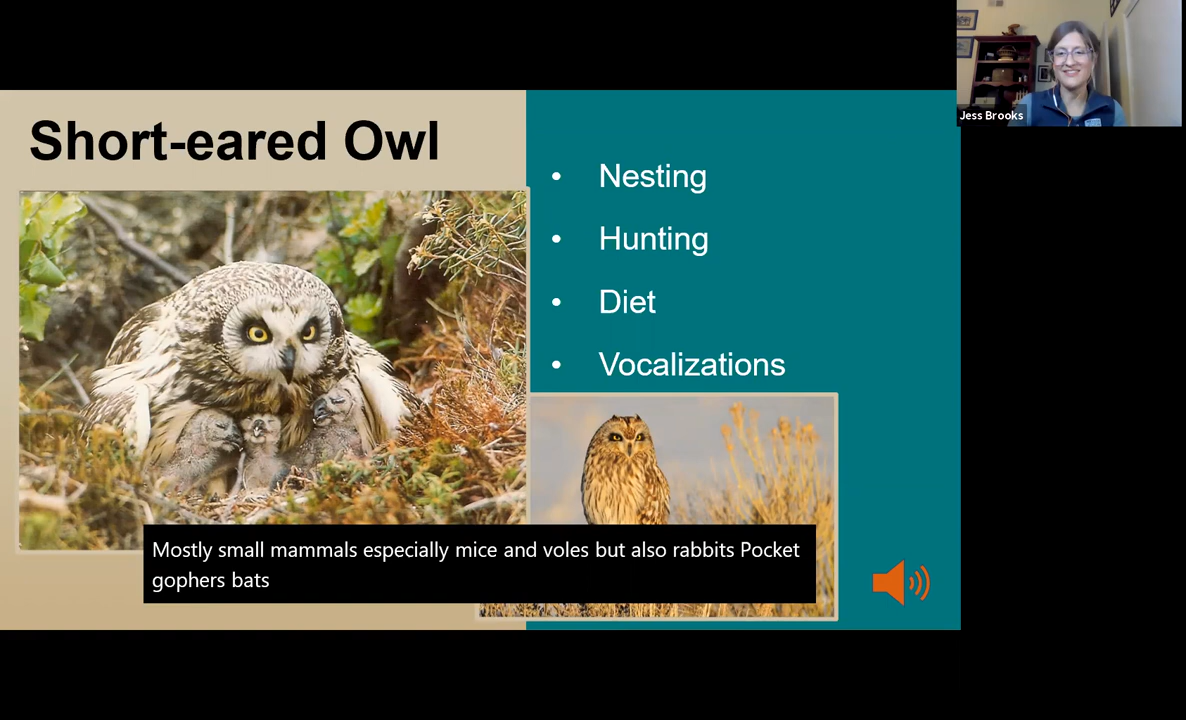 Jess Brooks
Short-eared Owl
• Nesting
• Hunting
• Diet
• Vocalizations
Mostly small mammals especially mice and voles but also rabbits Pocket
gophers bats